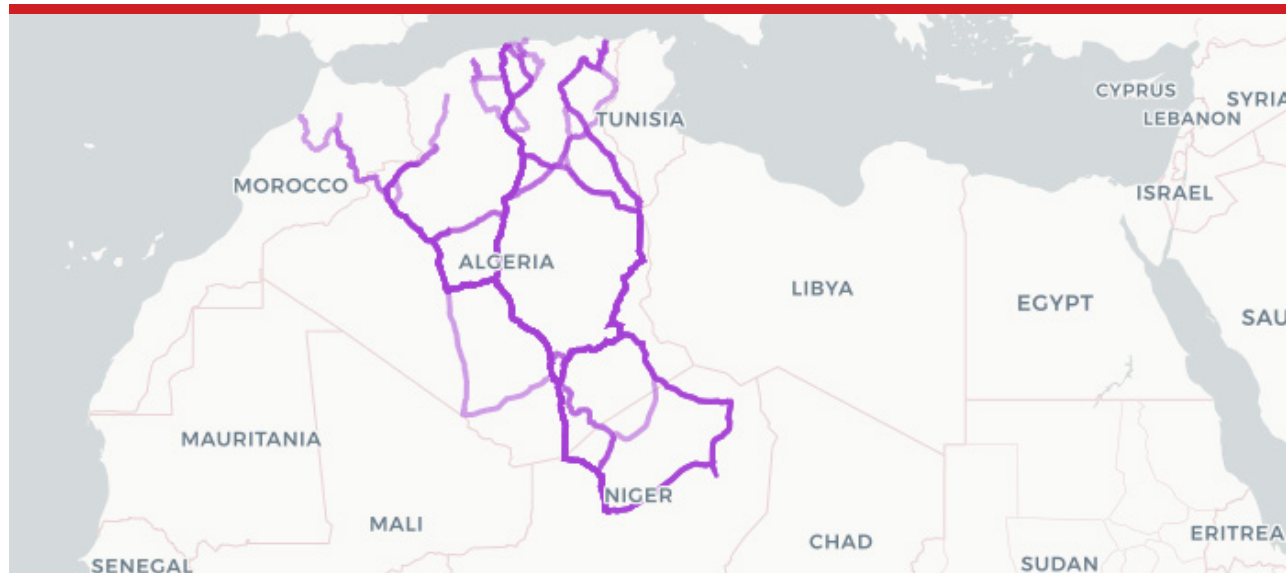 CYPRUS
SYRIA
LEBANON
TUNISIA
MOROCCO
ISRAEL
ALGERIA
LIBYA
EGYPT
SAU
MAURITANIA
NIGER
MALI
CHAD
ERITREA
SENEGAL
SUDAN